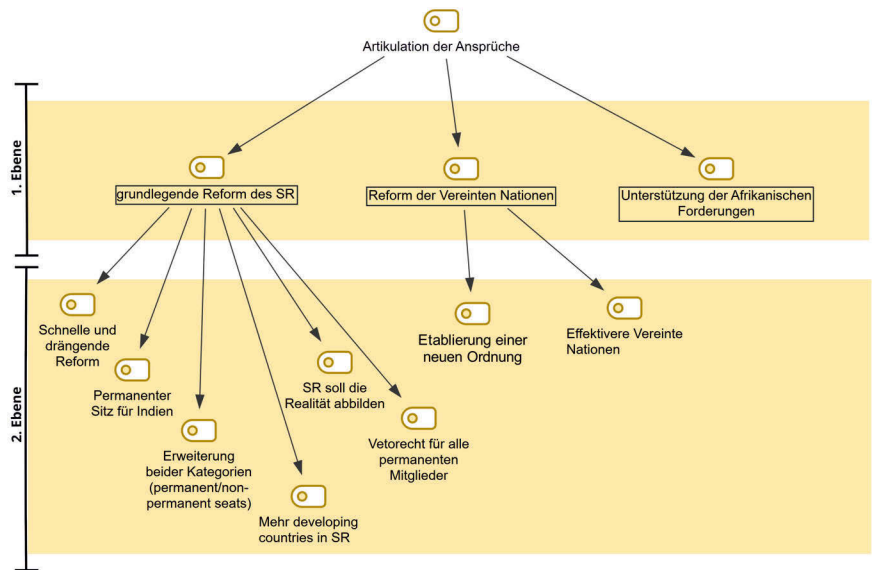 Artikulation der Ansprüche
1. Ebene
grundlegende Reform des SR
Reform der Vereinten Nationen
Unterstützung der Afrikanischen
Forderungen
2. Ebene
Schnelle und
drängende
Reform
Permanenter
Sitz für Indien
Erweiterung
beider Kategorien
(permanent/non-
permanent seats)
Mehr developing
countries in SR
SR soll die
Realität abbilden
Vetorecht für alle
permanenten
Mitglieder
Etablierung einer
neuen Ordnung
Effektivere Vereinte
Nationen